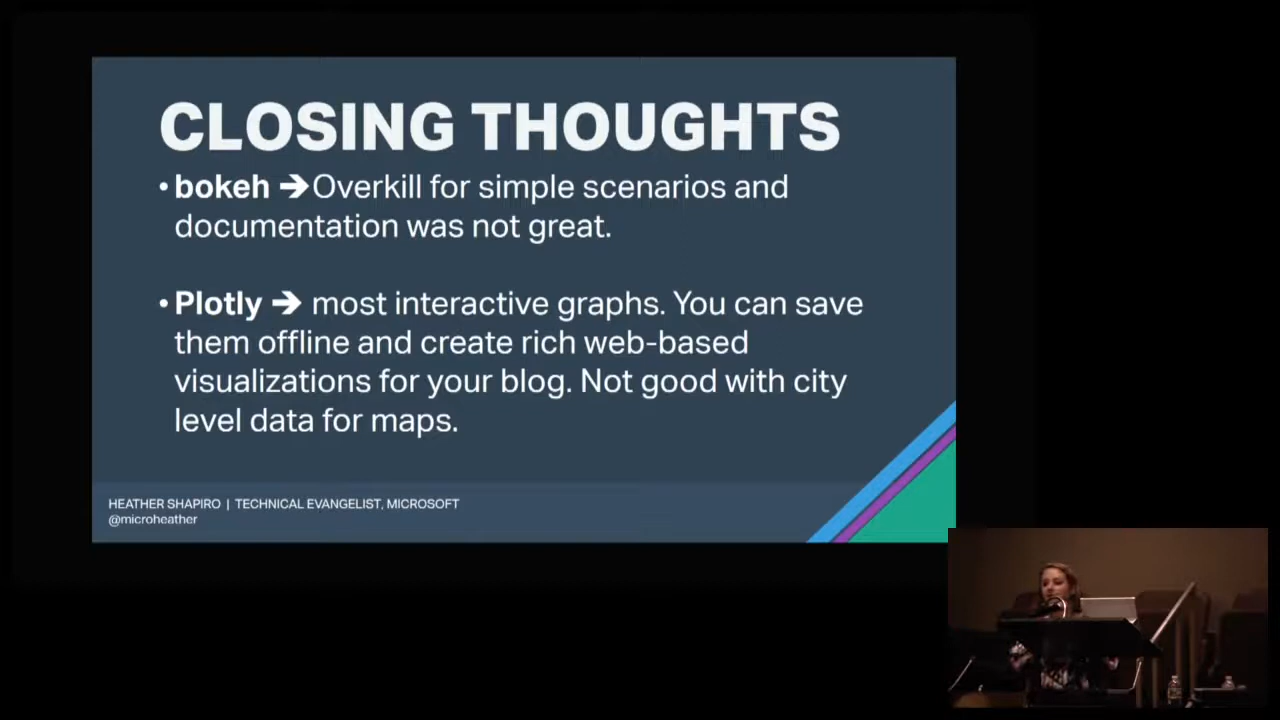 CLOSING THOUGHTS
• bokeh ➔Overkill for simple scenarios and
documentation was not great.
• Plotly ➔ most interactive graphs. You can save
them offline and create rich web-based
visualizations for your blog. Not good with city
level data for maps.
HEATHER SHAPIRO | TECHNICAL EVANGELIST, MICROSOFT
@microheather